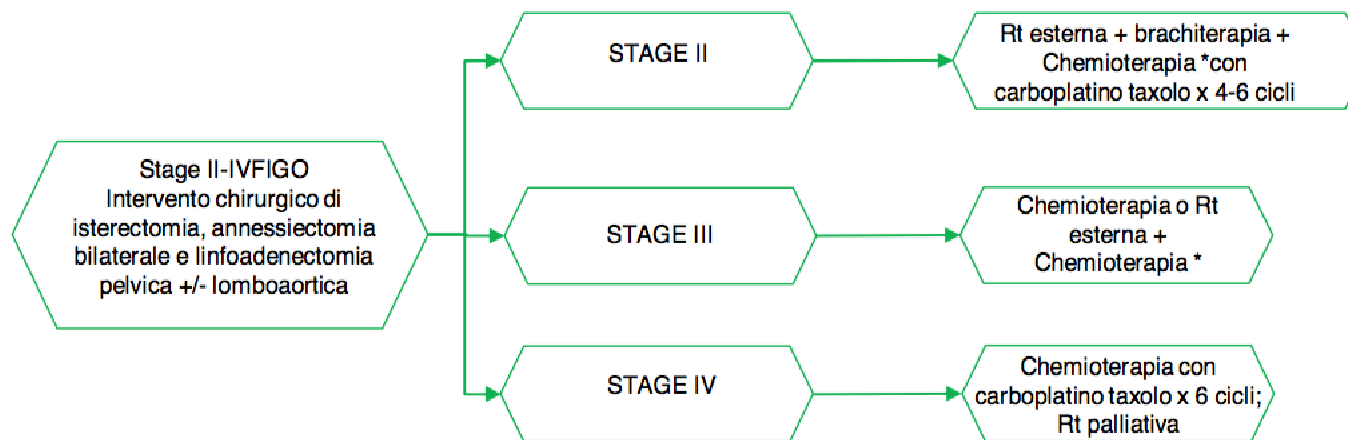 Stage II-IVFIGO
Intervento chirurgico di
isterectomia, annessiectomia
bilaterale e linfoadenectomia
pelvica +/- lomboaortica
STAGE II
Rt esterna + brachiterapia +
Chemioterapia *con
carboplatino taxolo x 4-6 cicli
STAGE III
Chemioterapia o Rt
esterna +
Chemioterapia *
STAGE IV
Chemioterapia con
carboplatino taxolo x 6 cicli;
Rt palliativa